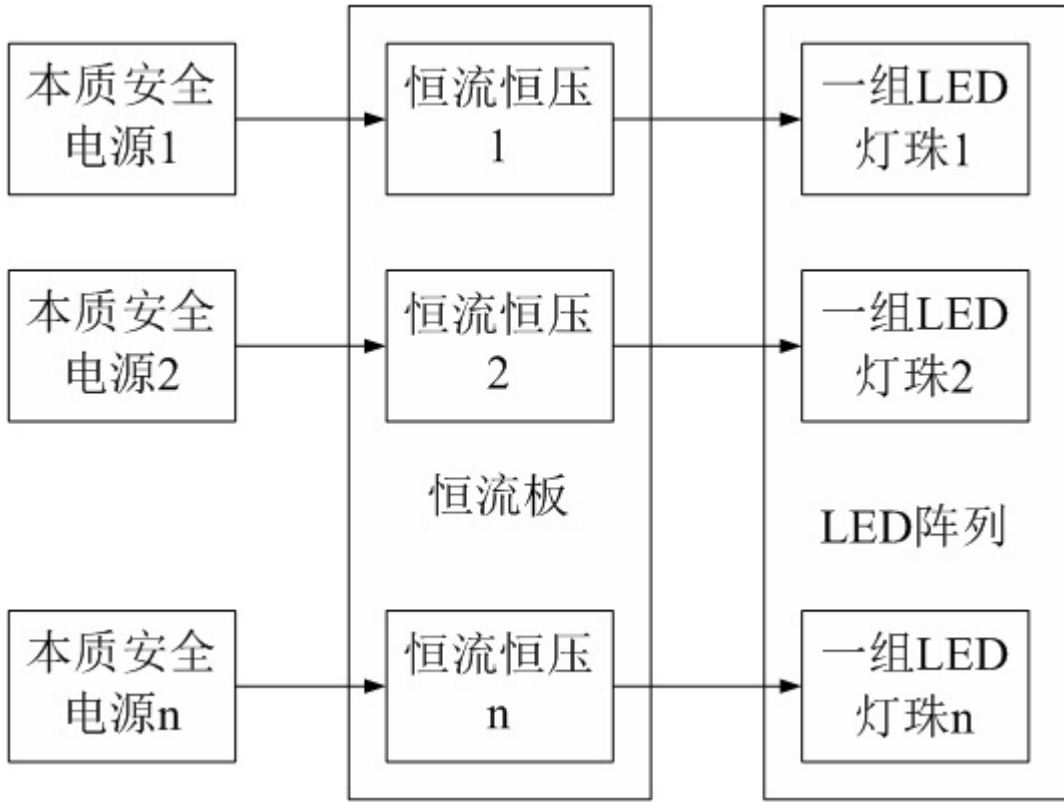 本质安全
电源1
恒流恒压
1
一组LED
灯珠1
本质安全
电源2
恒流恒压
2
一组LED
灯珠2
恒流板
LED阵列
本质安全
电源n
恒流恒压
n
一组LED
灯珠n